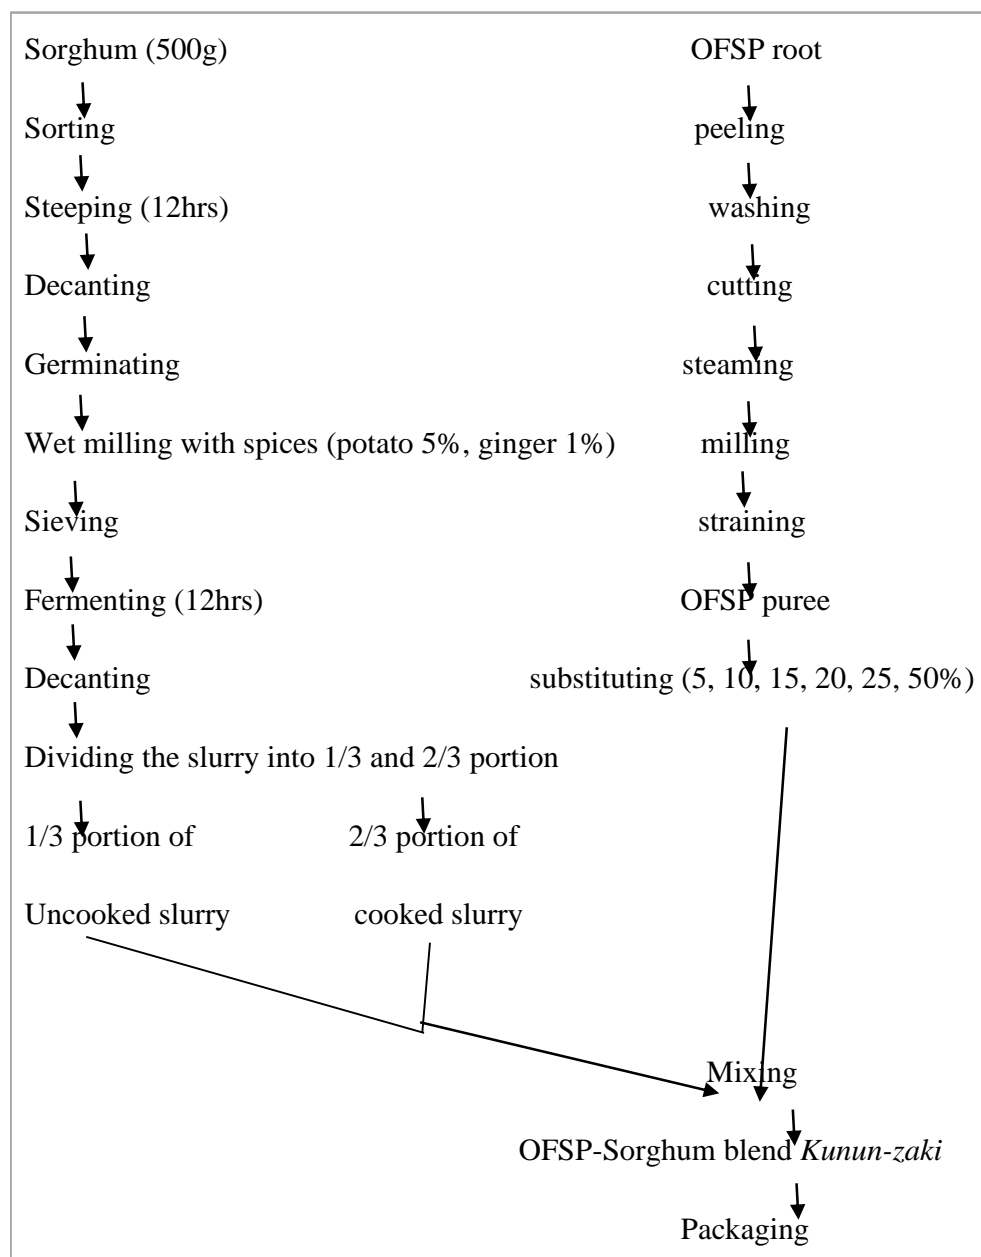 Sorghum (500g)
OFSP root
Sorting
peeling
Steeping (12hrs)
washing
Decanting
cutting
Germinating
steaming
Wet milling with spices (potato 5%, ginger 1%)
milling
Sieving
straining
Fermenting (12hrs)
OFSP puree
Decanting
substituting (5, 10, 15, 20, 25, 50%)
Dividing the slurry into 1/3 and 2/3 portion
1/3 portion of
2/3 portion of
Uncooked slurry
cooked slurry
Mixing
OFSP-Sorghum blend Kunun-zaki
Packaging